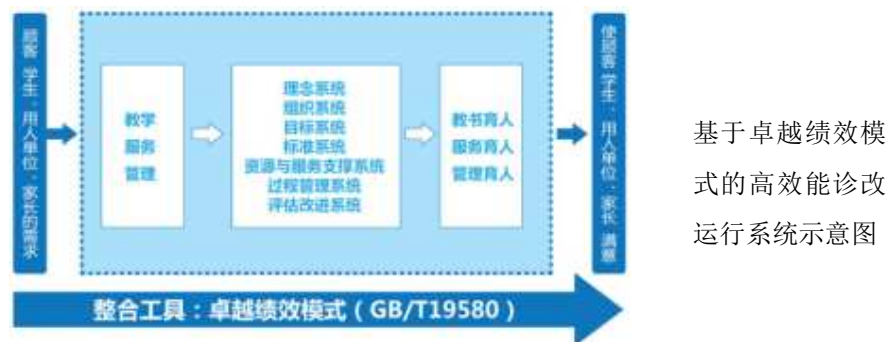 顾客 学生、用人单位、家长的需求
教学
服务
管理
理念系统
组织系统
目标系统
标准系统
资源与服务支撑系统
过程管理系统
评估改进系统
教书育人
服务育人
管理育人
使顾客 学生、用人单位、家长 满意
整合工具：卓越绩效模式（GB/T19580）
基于卓越绩效模
式的高效能诊改
运行系统示意图